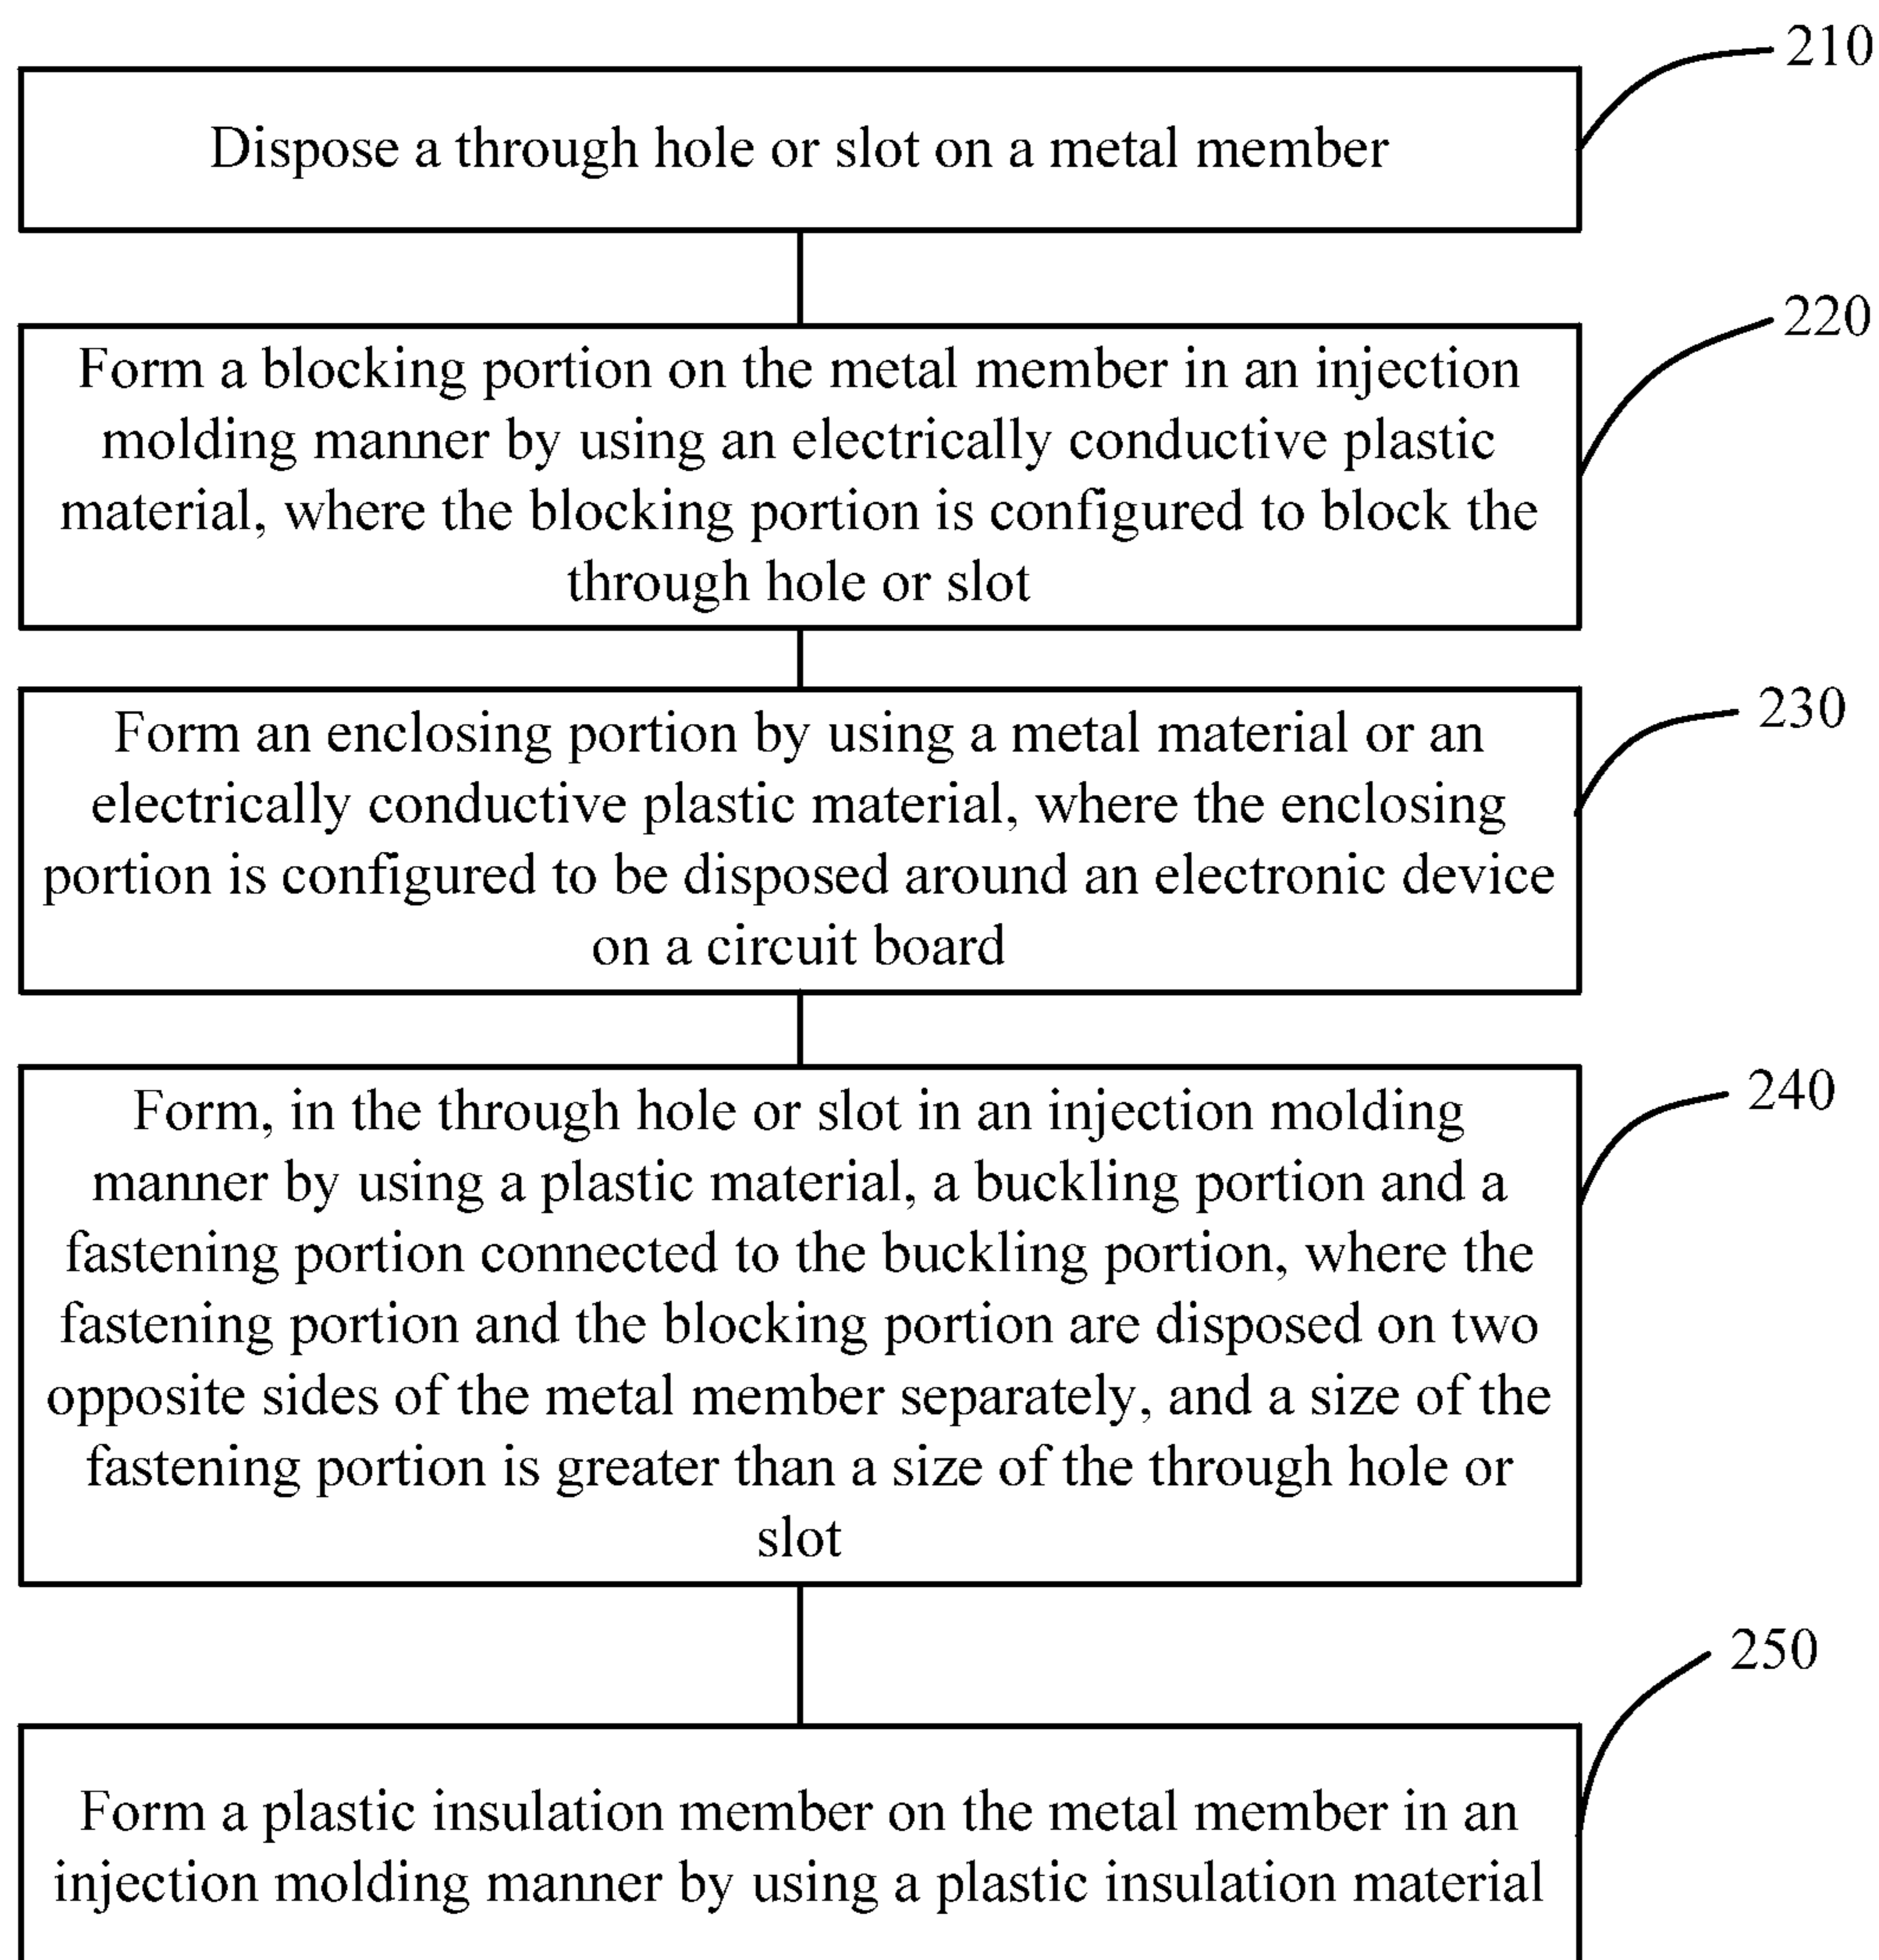 210
Dispose a through hole or slot on a metal member
220
Form a blocking portion on the metal member in an injection
molding manner by using an electrically conductive plastic
material, where the blocking portion is configured to block the
through hole or slot
230
Form an enclosing portion by using a metal material or an
electrically conductive plastic material, where the enclosing
portion is configured to be disposed around an electronic device
on a circuit board
240
Form, in the through hole or slot in an injection molding
manner by using a plastic material, a buckling portion and a
fastening portion connected to the buckling portion, where the
fastening portion and the blocking portion are disposed on two
opposite sides of the metal member separately, and a size of the
fastening portion is greater than a size of the through hole or
slot
250
Form a plastic insulation member on the metal member in an
injection molding manner by using a plastic insulation material